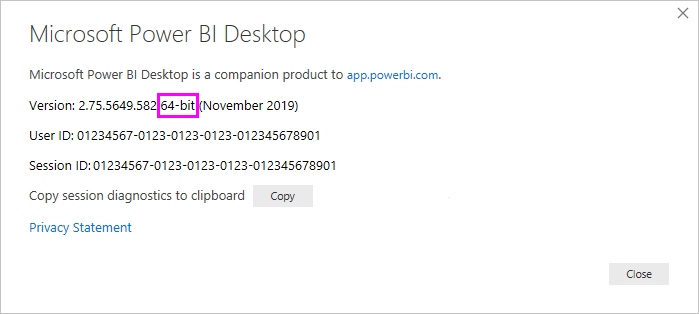 Microsoft Power BI Desktop
Microsoft Power BI Desktop is a companion product to app.powerbi.com.
Version: 2.75.5649.582 64-bit (November 2019)
User ID: 01234567-0123-0123-0123-012345678901
Session ID: 01234567-0123-0123-0123-012345678901
Copy session diagnostics to clipboard Copy
Privacy Statement
Close